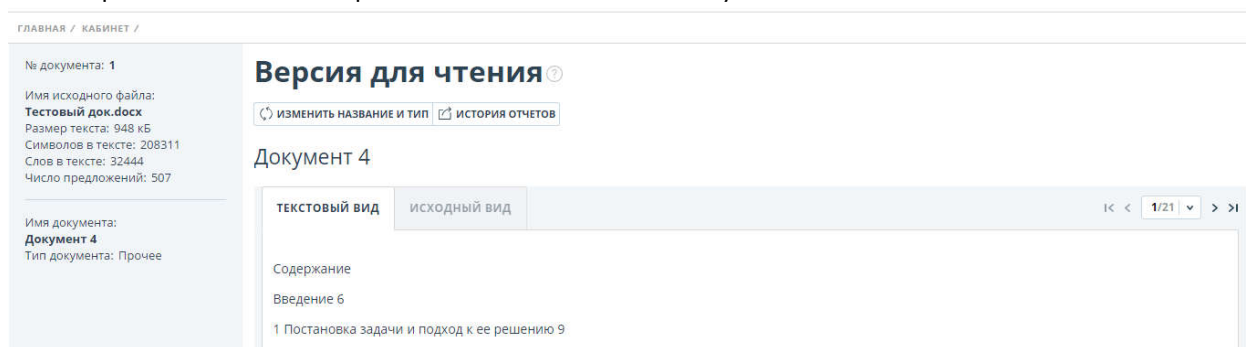 ГЛАВНАЯ / КАБИНЕТ /
№ документа: 1
Имя исходного файла:
Тестовый док.docx
Размер текста: 948 кБ
Символов в тексте: 208311
Слов в тексте: 32444
Число предложений: 507
Имя документа:
Документ 4
Тип документа: Прочее
Версия для чтения ?
ИЗМЕНИТЬ НАЗВАНИЕ И ТИП ИСТОРИЯ ОТЧЕТОВ
Документ 4
ТЕКСТОВЫЙ ВИД ИСХОДНЫЙ ВИД 1/21
Содержание
Введение 6
1 Постановка задачи и подход к ее решению 9